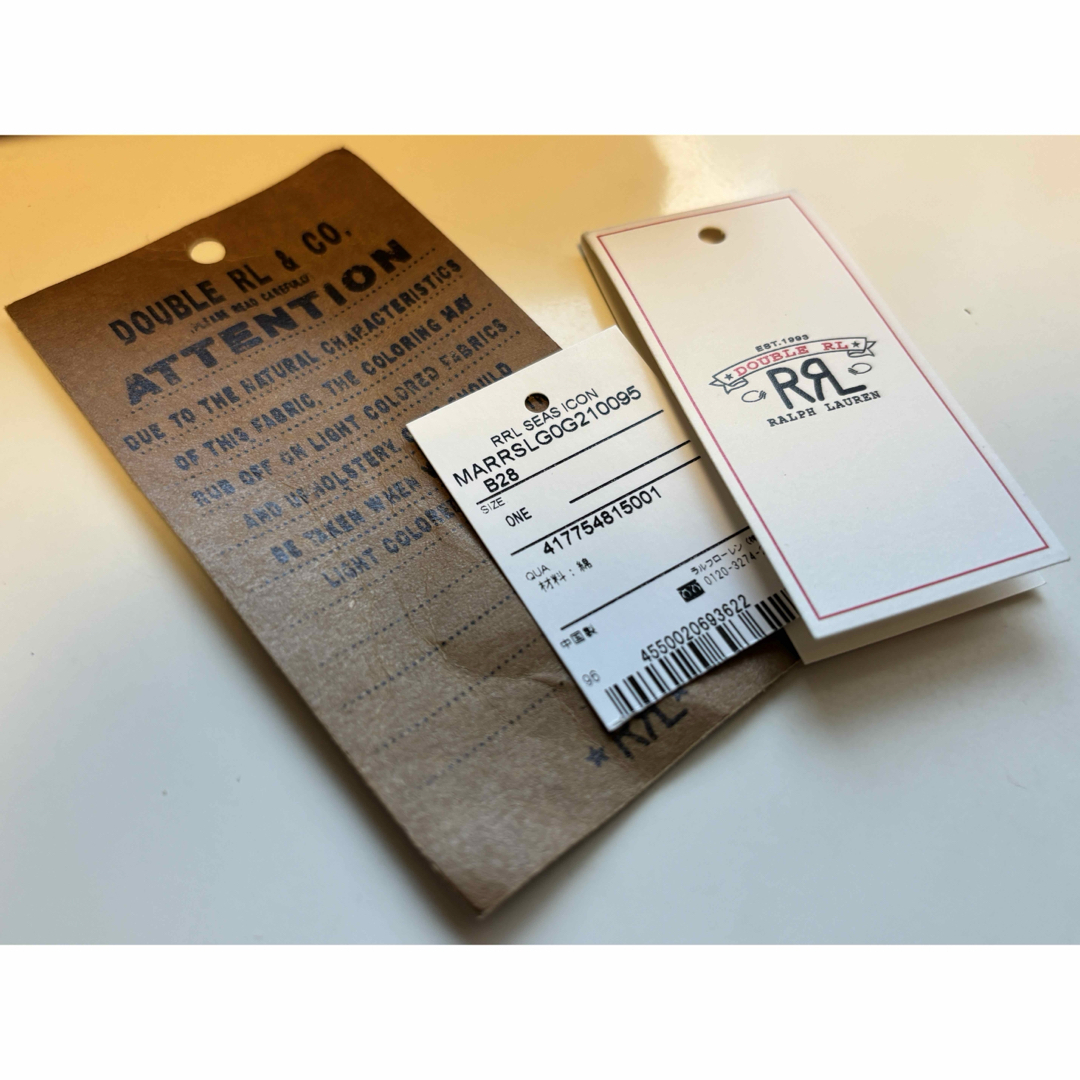 DOUBLE RL & CO.
PLEASE READ CAREFULLY
ATTENTION
DUE TO THE NATURAL CHARACTERISTICS
OF THIS FABRIC, THE COLORING MAY
RUB OFF ON LIGHT COLORED FABRICS
AND UPHOLSTERY. SHOULD
BE TAKEN WHEN
LIGHT
RRL
RRL SEAS ICON
MARRSLG0G210095
B28
SIZE
ONE
417754815001
QUA
材料:綿
ラルフローレン
0120-3274-
中国製
4550020693622
96
EST. 1993
DOUBLE RL
RRL
RALPH LAUREN